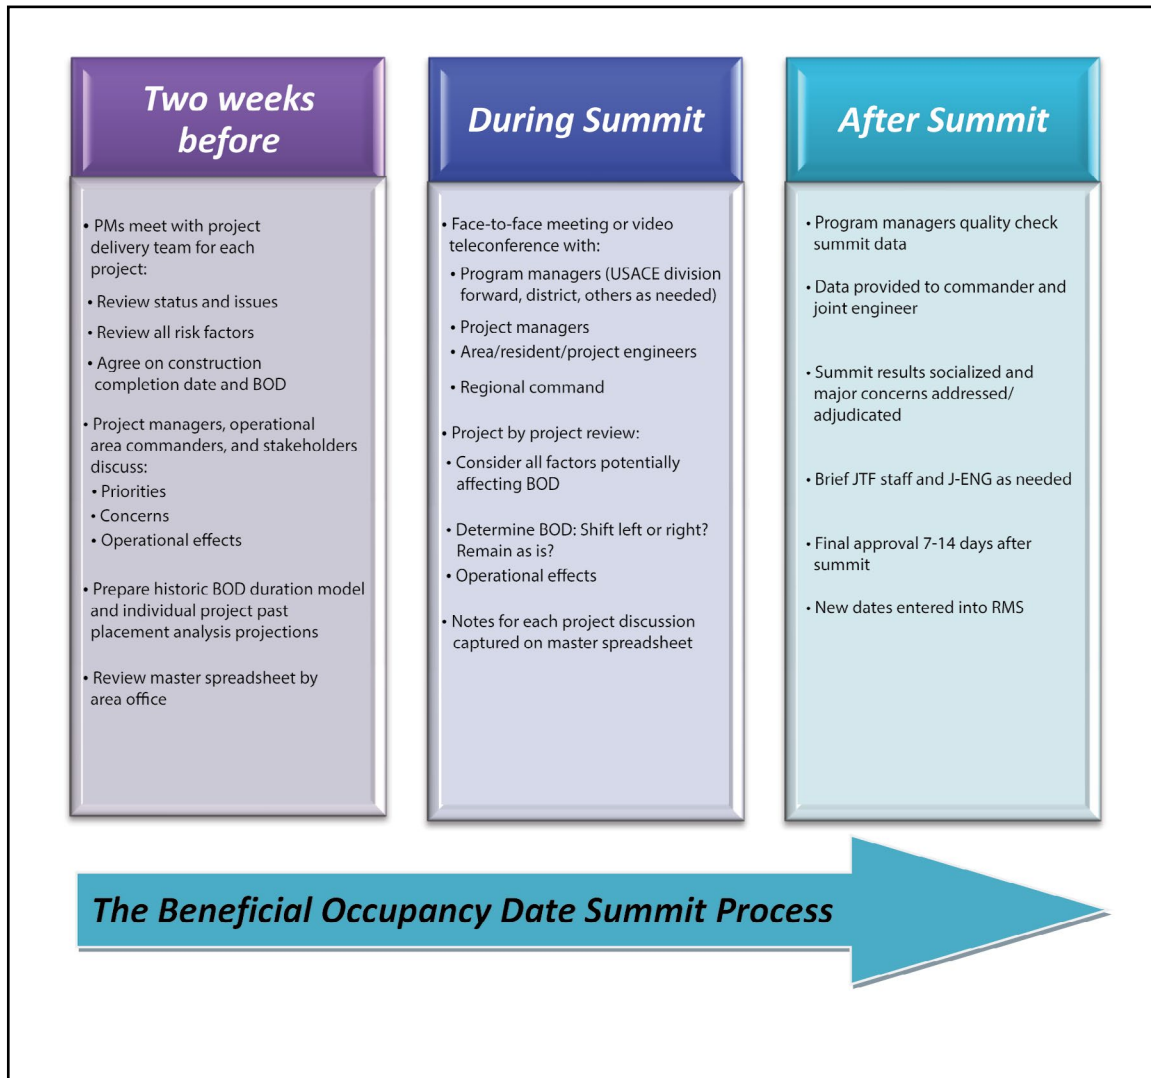 Two weeks
before
• PMs meet with project
delivery team for each
project:
• Review status and issues
• Review all risk factors
• Agree on construction
completion date and BOD
• Project managers, operational
area commanders, and stakeholders
discuss:
• Priorities
• Concerns
• Operational effects
• Prepare historic BOD duration model
and individual project past
placement analysis projections
• Review master spreadsheet by
area office
During Summit
• Face-to-face meeting or video
teleconference with:
• Program managers (USACE division
forward, district, others as needed)
• Project managers
• Area/resident/project engineers
• Regional command
• Project by project review:
• Consider all factors potentially
affecting BOD
• Determine BOD: Shift left or right?
Remain as is?
• Operational effects
• Notes for each project discussion
captured on master spreadsheet
After Summit
• Program managers quality check
summit data
• Data provided to commander and
joint engineer
• Summit results socialized and
major concerns addressed/
adjudicated
• Brief JTF staff and J-ENG as needed
• Final approval 7-14 days after
summit
• New dates entered into RMS
The Beneficial Occupancy Date Summit Process